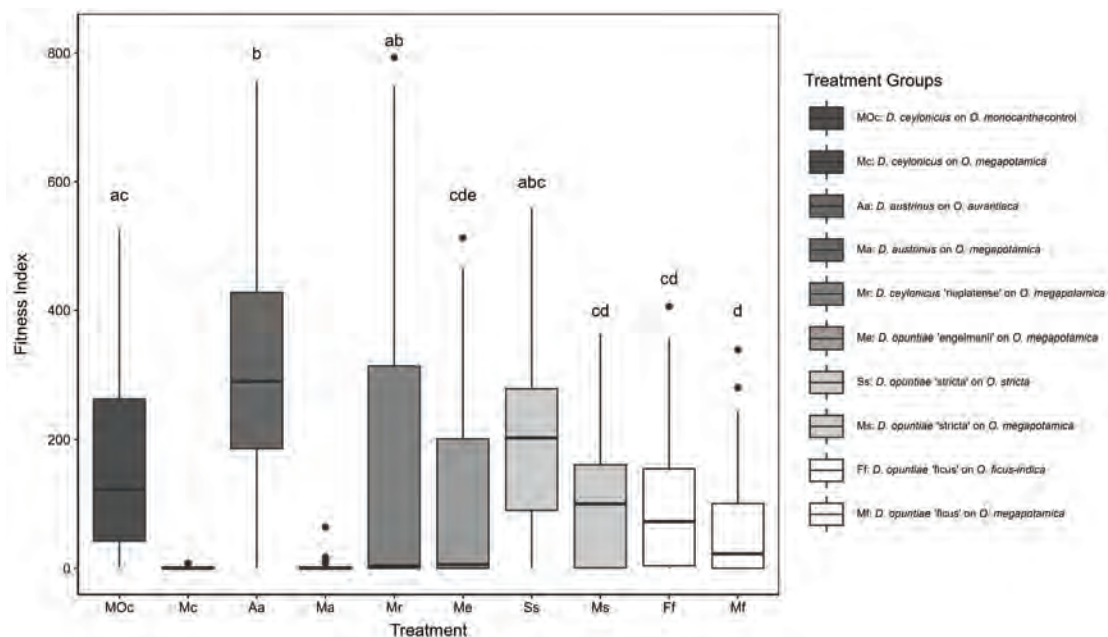 800
600
400
200
0
Fitness Index
ac
b
ab
cde
abc
cd
cd
d
MOc Mc Aa Ma Mr Me Ss Ms Ff Mf
Treatment
Treatment Groups
MOc: D. ceylonicus on O. monocanthacontrol
Mc: D. ceylonicus on O. megapotamica
Aa: D. austrinus on O. aurantiaca
Ma: D. austrinus on O. megapotamica
Mr: D. ceylonicus 'rioplatense' on O. megapotamica
Me: D. opuntiae 'engelmanii' on O. megapotamica
Ss: D. opuntiae 'stricta' on O. stricta
Ms: D. opuntiae 'stricta' on O. megapotamica
Ff: D. opuntiae 'ficus' on O. ficus-indica
Mf: D. opuntiae 'ficus' on O. megapotamica